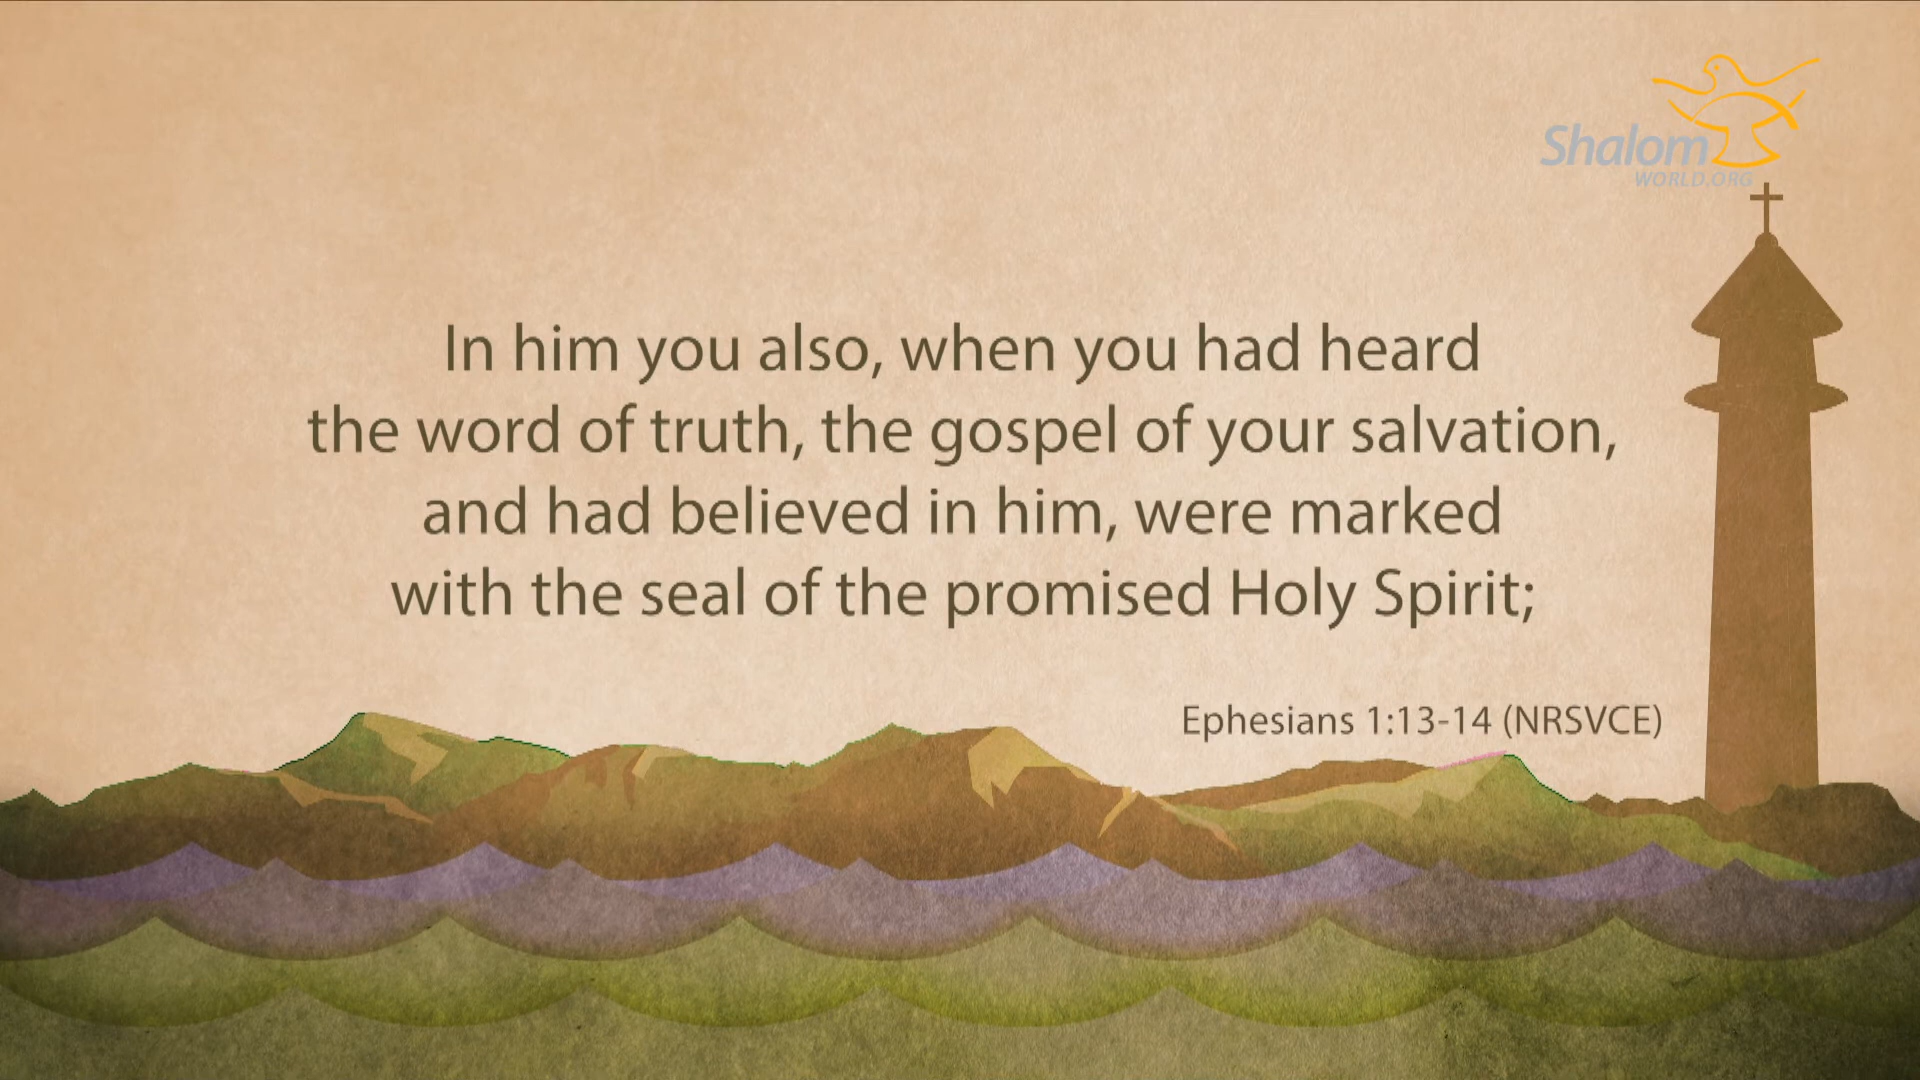 Shalom
WORLD.ORG
In him you also, when you had heard
the word of truth, the gospel of your salvation,
and had believed in him, were marked
with the seal of the promised Holy Spirit;
Ephesians 1:13-14 (NRSVCE)